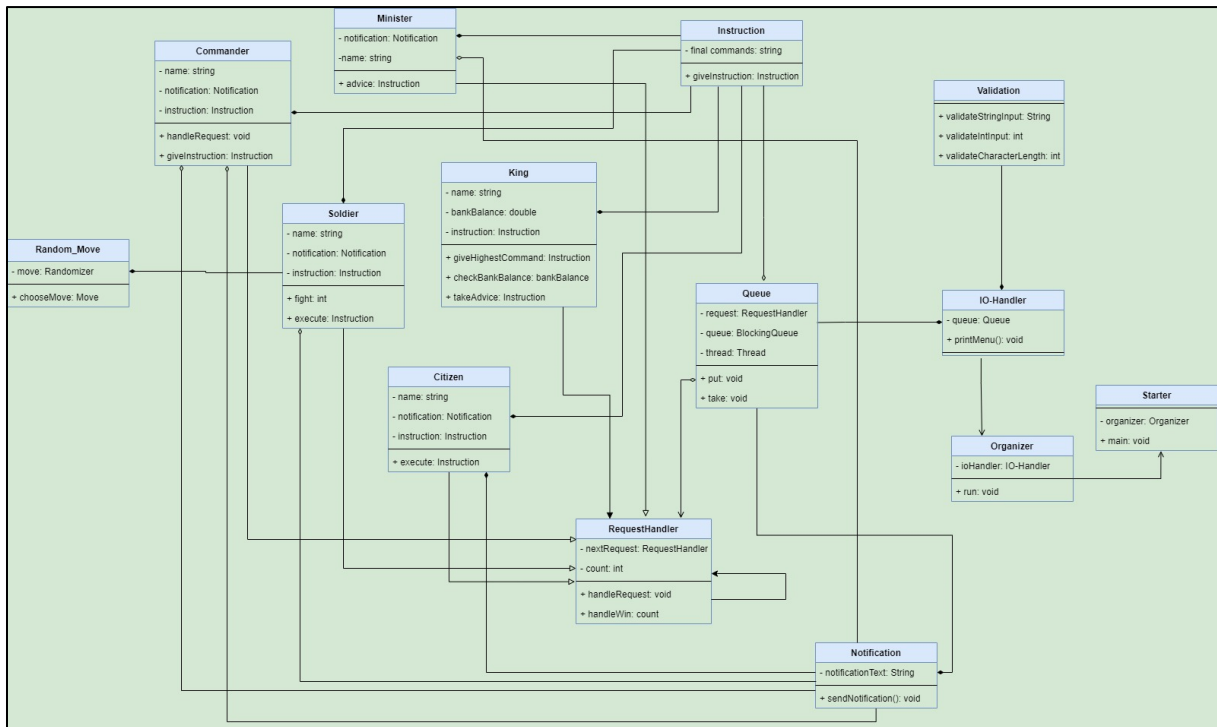 Minister
- notification: Notification
-name: string
+ advice: Instruction
Instruction
- final commands: string
+ giveInstruction: Instruction
Commander
- name: string
- notification: Notification
- instruction: Instruction
+ handleRequest: void
+ giveInstruction: Instruction
Validation
+ validateStringInput: String
+ validateIntInput: int
+ validateCharacterLength: int
King
- name: string
- bankBalance: double
- instruction: Instruction
+ giveHighestCommand: Instruction
+ checkBankBalance: bankBalance
+ takeAdvice: Instruction
Soldier
- name: string
- notification: Notification
- instruction: Instruction
+ fight: int
+ execute: Instruction
Random_Move
- move: Randomizer
+ chooseMove: Move
Queue
- request: RequestHandler
- queue: BlockingQueue
- thread: Thread
+ put: void
+ take: void
IO-Handler
- queue: Queue
+ printMenu(): void
Citizen
- name: string
- notification: Notification
- instruction: Instruction
+ execute: Instruction
Starter
- organizer: Organizer
+ main: void
Organizer
- ioHandler: IO-Handler
+ run: void
RequestHandler
- nextRequest: RequestHandler
- count: int
+ handleRequest: void
+ handleWin: count
Notification
- notificationText: String
+ sendNotification(): void